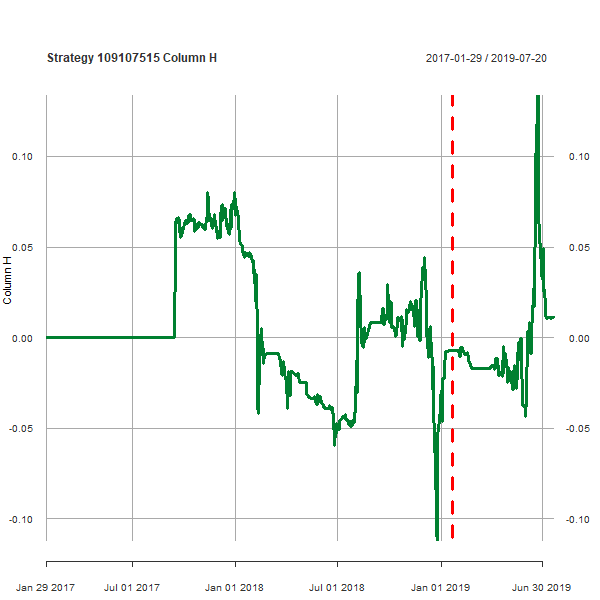 Strategy 109107515 Column H
2017-01-29 / 2019-07-20
0.10 0.10
0.05 0.05
Column H
0.00 0.00
-0.05 -0.05
-0.10 -0.10
Jan 29 2017 Jul 01 2017 Jan 01 2018 Jul 01 2018 Jan 01 2019 Jun 30 2019